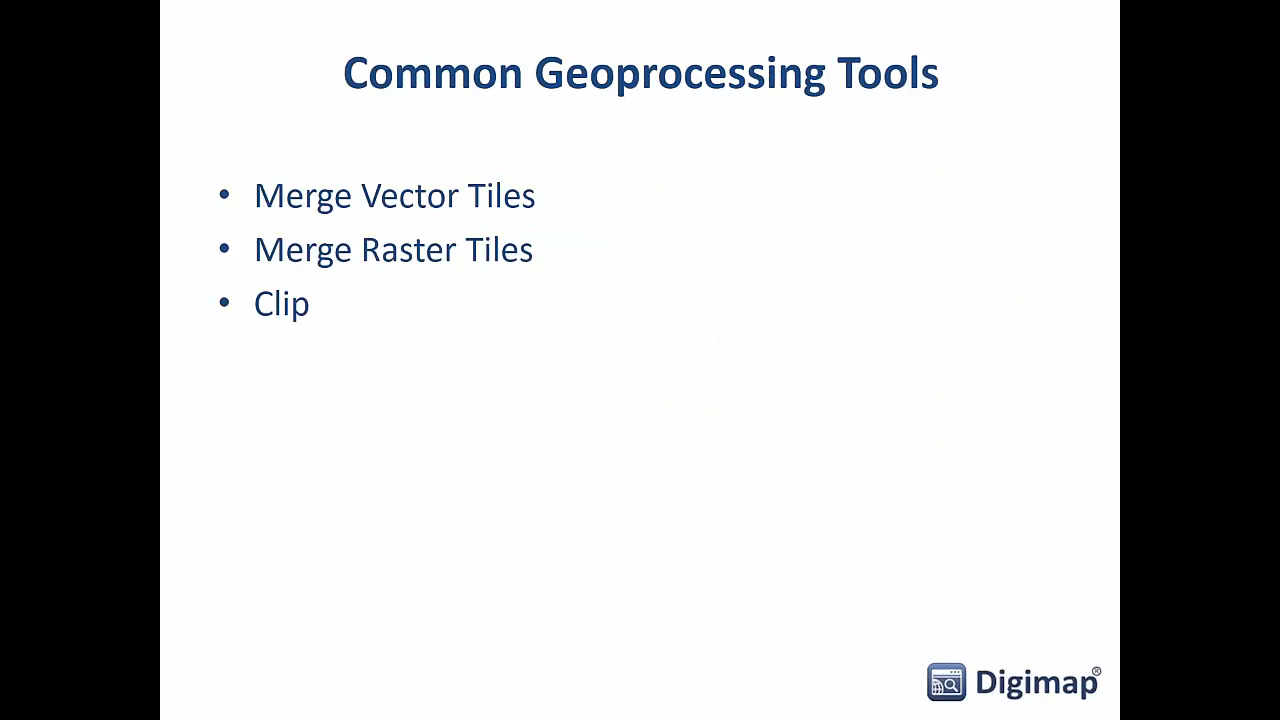 Common Geoprocessing Tools
• Merge Vector Tiles
• Merge Raster Tiles
• Clip
Digimap®